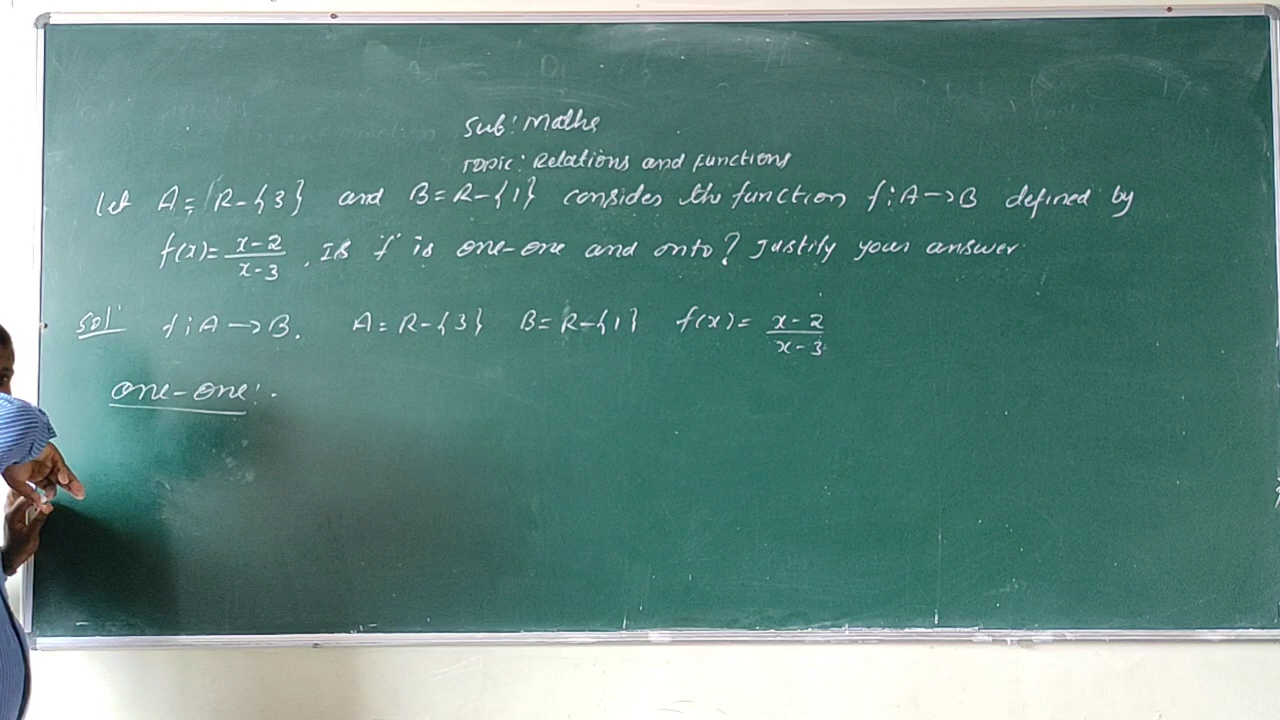 Sub: Maths
Topic: Relations and Functions
Let A = R-{3} and B = R-{1} consider the function f:A->B defined by
f(x) = x-2/x-3. Is f is one-one and onto? Justify your answer.
Sol: f:A->B. A = R-{3} B = R-{1} f(x) = x-2/x-3
one-one:.